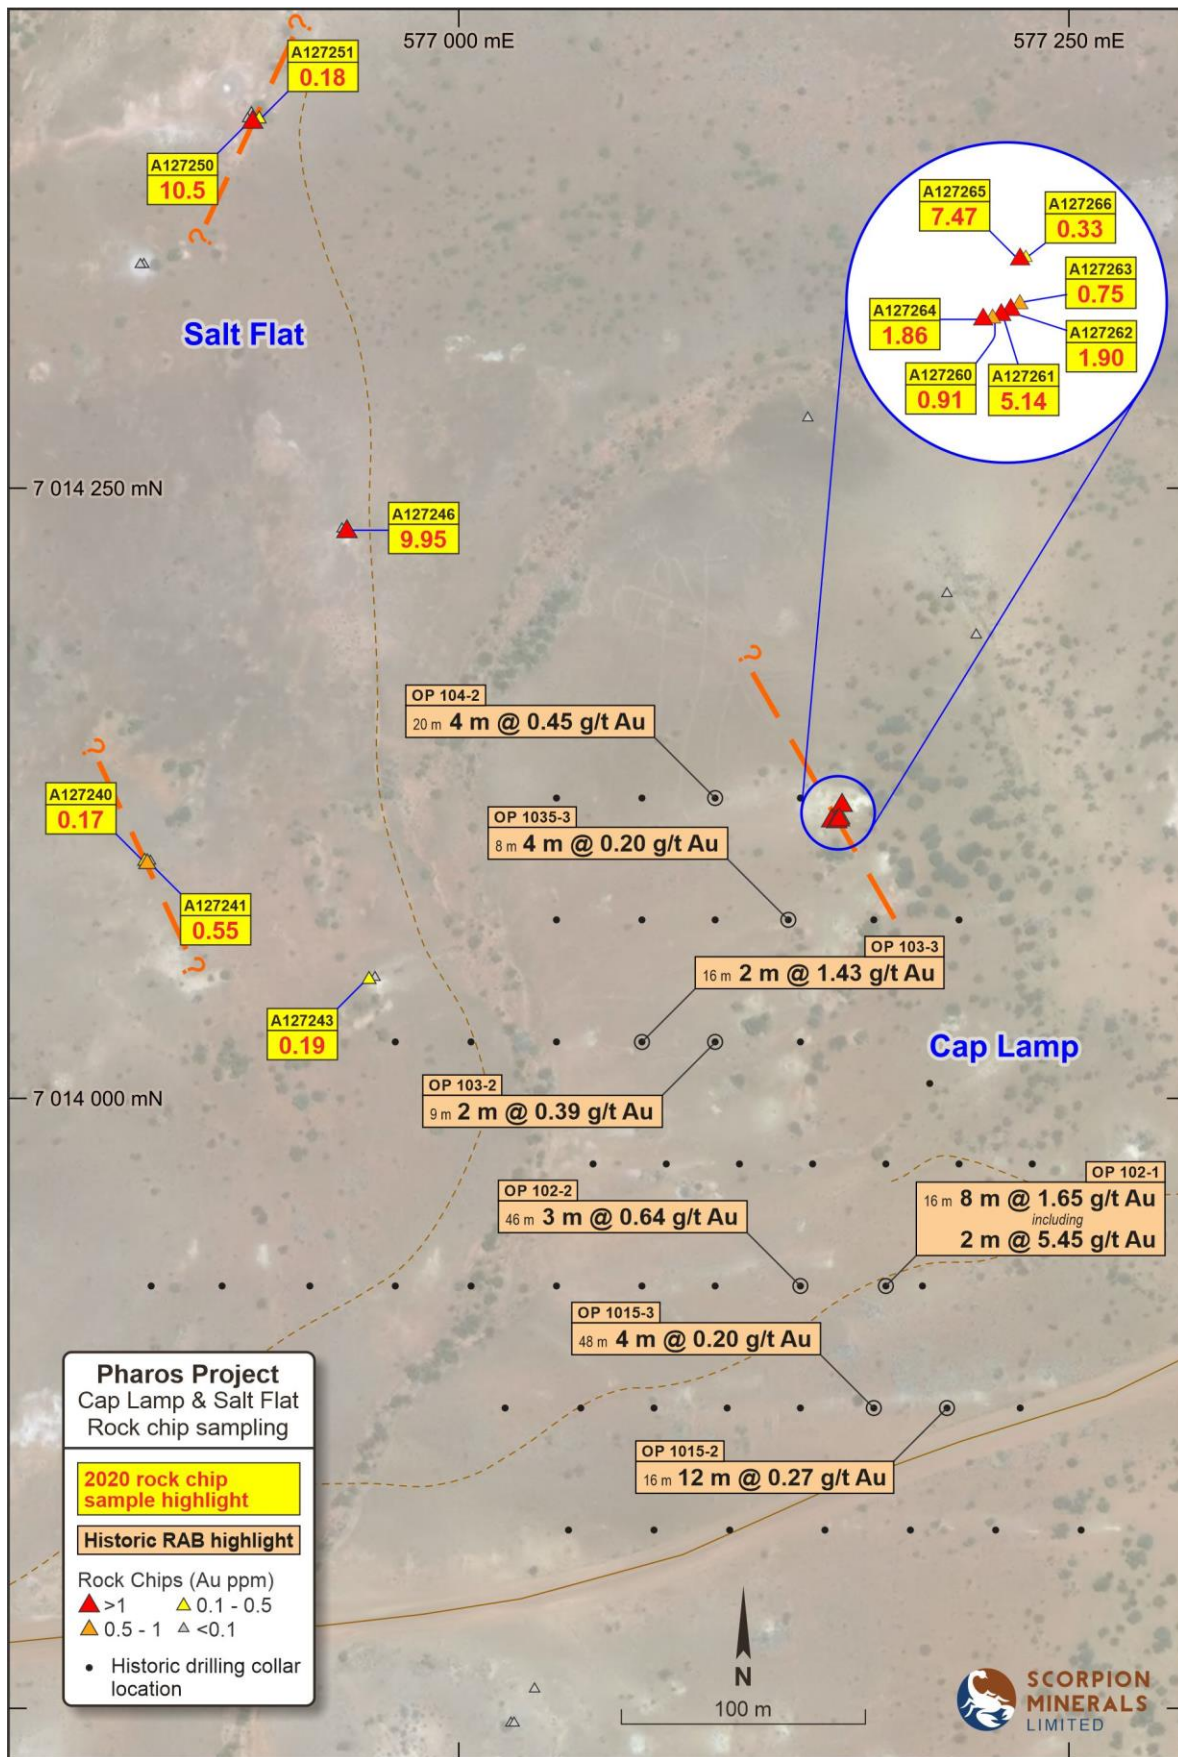 577 000 mE
577 250 mE
?
A127251
0.18
A127250
10.5
?
A127265
7.47
A127266
0.33
A127263
0.75
A127264
1.86
A127262
1.90
A127260
0.91
A127261
5.14
Salt Flat
7 014 250 mN
A127246
9.95
?
OP 104-2
20 m 4 m @ 0.45 g/t Au
?
A127240
0.17
OP 1035-3
8 m 4 m @ 0.20 g/t Au
A127241
0.55
?
OP 103-3
16 m 2 m @ 1.43 g/t Au
A127243
0.19
Cap Lamp
OP 103-2
9 m 2 m @ 0.39 g/t Au
7 014 000 mN
OP 102-1
16 m 8 m @ 1.65 g/t Au
including
2 m @ 5.45 g/t Au
OP 102-2
46 m 3 m @ 0.64 g/t Au
OP 1015-3
48 m 4 m @ 0.20 g/t Au
OP 1015-2
16 m 12 m @ 0.27 g/t Au
Pharos Project
Cap Lamp & Salt Flat
Rock chip sampling
2020 rock chip
sample highlight
Historic RAB highlight
Rock Chips (Au ppm)
>1
0.1 - 0.5
0.5 - 1
<0.1
Historic drilling collar
location
N
100 m
SCORPION
MINERALS
LIMITED